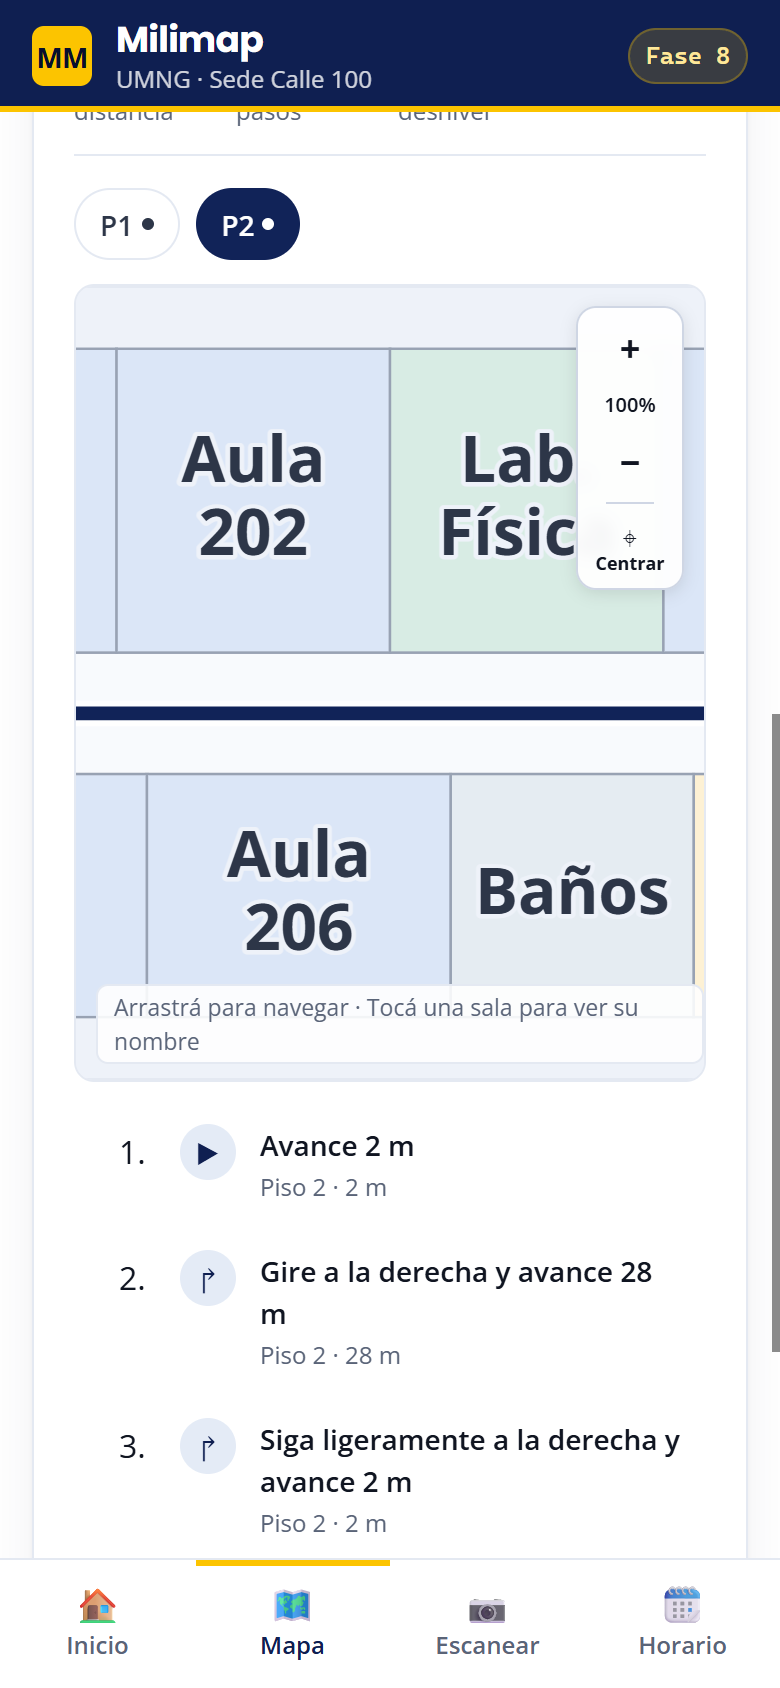 MM
Milimap
UMNG · Sede Calle 100
Fase 8
distancia
pasos
desnivel
P1
P2
+
100%
−
Centrar
Aula
202
Lab
Físic
Aula
206
Baños
Arrastrá para navegar · Tocá una sala para ver su
nombre
1.
Avance 2 m
Piso 2 · 2 m
2.
Gire a la derecha y avance 28
m
Piso 2 · 28 m
3.
Siga ligeramente a la derecha y
avance 2 m
Piso 2 · 2 m
Inicio
Mapa
Escanear
Horario